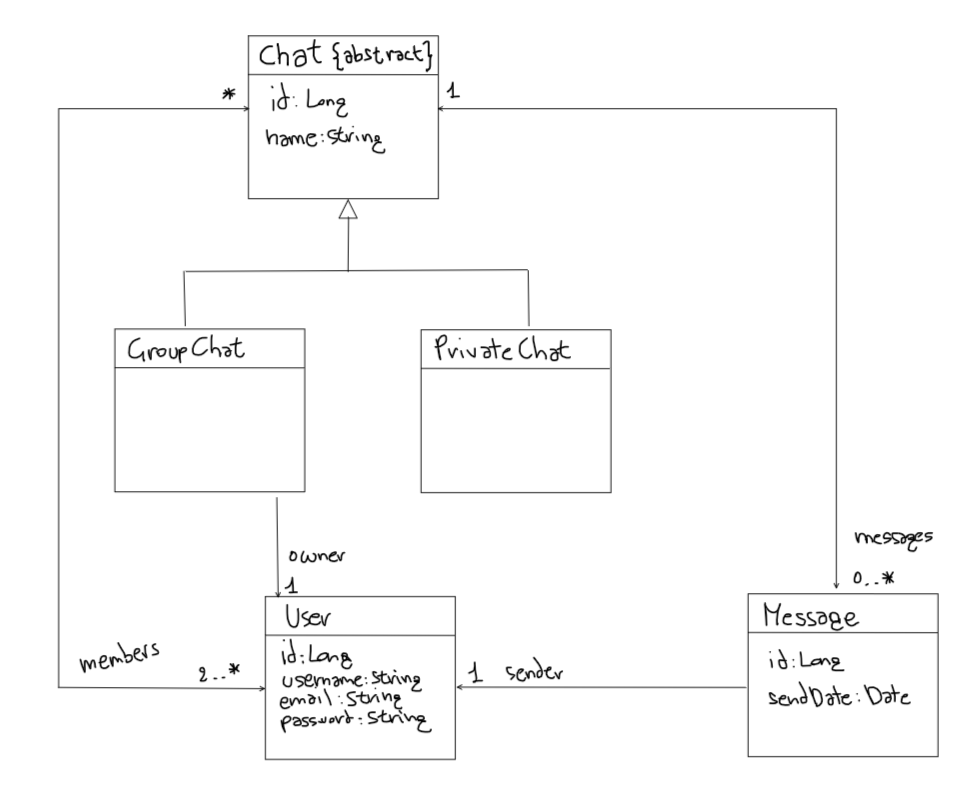 Chat {abstract}
*
1
id: Long
name: String
GroupChat
PrivateChat
owner
1
messages
0..*
User
id: Long
username: String
email: String
password: String
members
2..*
1 sender
Message
id: Long
sendDate: Date